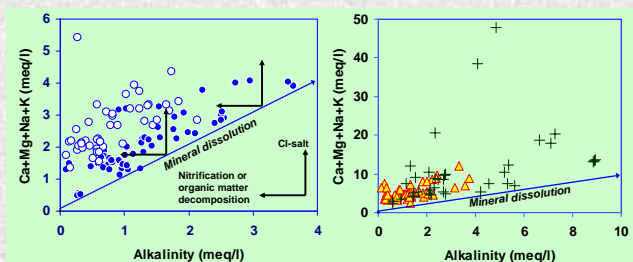 Ca+Mg+Na+K (meq/l)
6
5
4
3
2
1
0
0 1 2 3 4
Alkalinity (meq/l)
Mineral dissolution
Cl-salt
Nitrification or
organic matter
decomposition
Ca+Mg+Na+K (meq/l)
50
40
30
20
10
0
0 2 4 6 8 10
Alkalinity (meq/l)
Mineral dissolution